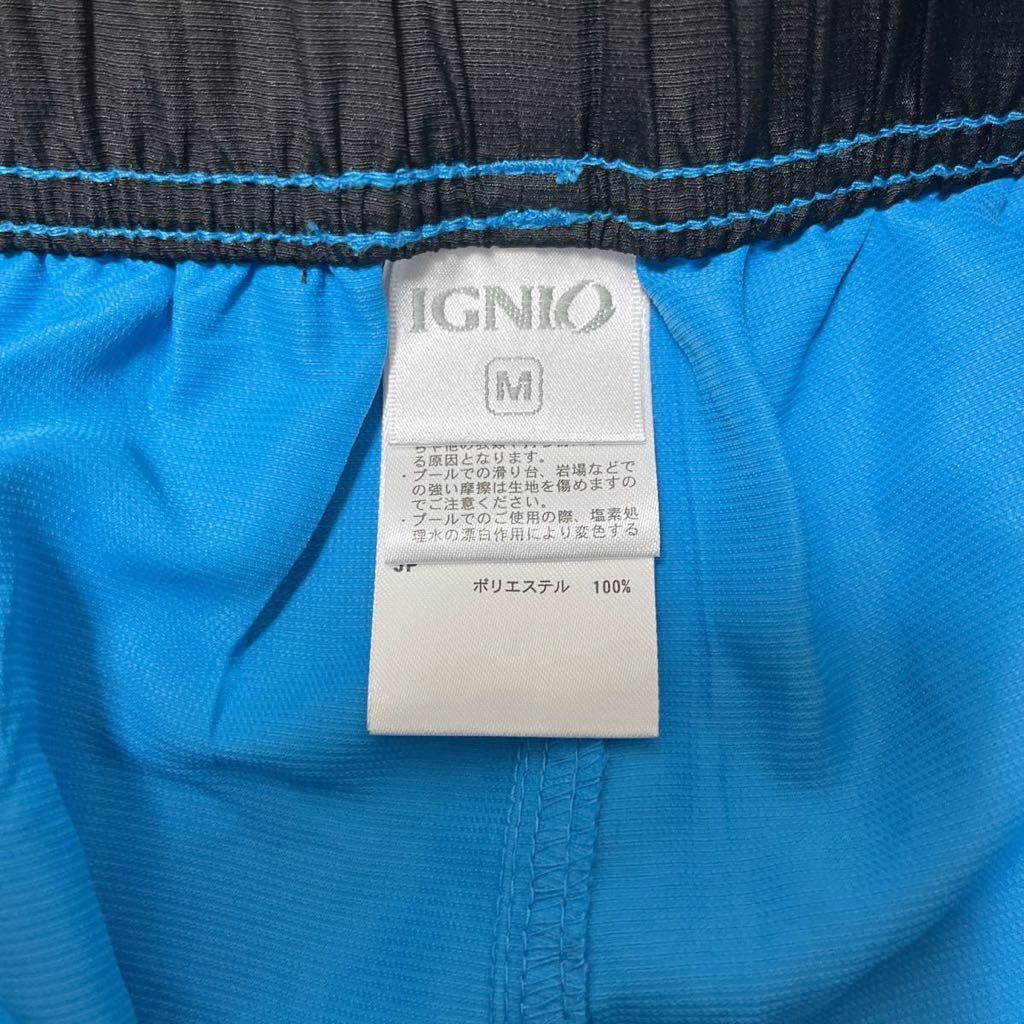 IGNIO
M
る原因となります。
・プールでの滑り台、岩場などで
の強い摩擦は生地を傷めますの
でご注意ください。
・プールでのご使用の際、塩素処
理水の漂白作用により変色する
JP
ポリエステル 100%